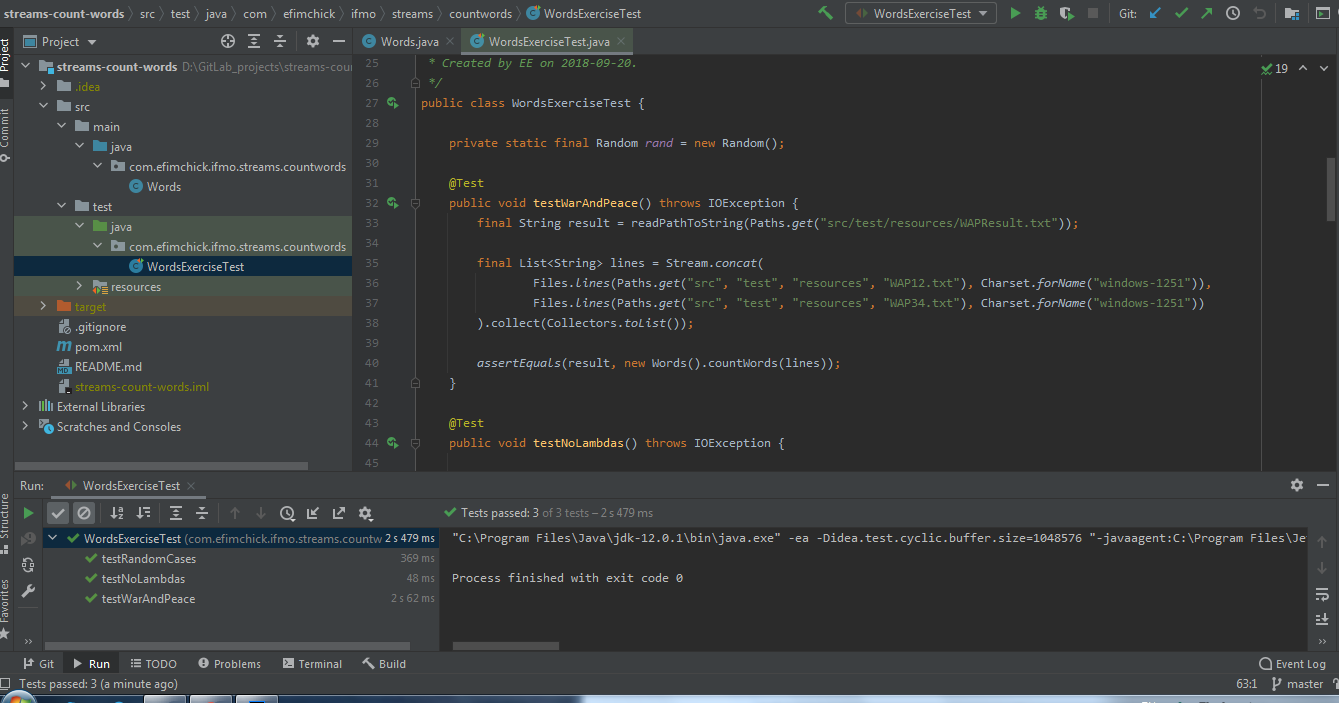 streams-count-words src test java com efimchick ifmo streams countwords WordsExerciseTest WordsExerciseTest Git:
Project Words.java WordsExerciseTest.java
Project
Commit
Structure
Favorites
streams-count-words D:\GitLab_projects\streams-cou
.idea
src
main
java
com.efimchick.ifmo.streams.countwords
Words
test
java
com.efimchick.ifmo.streams.countwords
WordsExerciseTest
resources
target
.gitignore
pom.xml
README.md
streams-count-words.iml
External Libraries
Scratches and Consoles
19
25 * Created by EE on 2018-09-20.
26 */
27 public class WordsExerciseTest {
28
29 private static final Random rand = new Random();
30
31 @Test
32 public void testWarAndPeace() throws IOException {
33 final String result = readPathToString(Paths.get("src/test/resources/WAPResult.txt"));
34
35 final List<String> lines = Stream.concat(
36 Files.lines(Paths.get("src", "test", "resources", "WAP12.txt"), Charset.forName("windows-1251")),
37 Files.lines(Paths.get("src", "test", "resources", "WAP34.txt"), Charset.forName("windows-1251"))
38 ).collect(Collectors.toList());
39
40 assertEquals(result, new Words().countWords(lines));
41 }
42
43 @Test
44 public void testNoLambdas() throws IOException {
45
Run: WordsExerciseTest
Tests passed: 3 of 3 tests – 2 s 479 ms
WordsExerciseTest (com.efimchick.ifmo.streams.countw 2 s 479 ms
testRandomCases 369 ms
testNoLambdas 48 ms
testWarAndPeace 2 s 62 ms
"C:\Program Files\Java\jdk-12.0.1\bin\java.exe" -ea -Didea.test.cyclic.buffer.size=1048576 "-javaagent:C:\Program Files\Je
Process finished with exit code 0
Git Run TODO Problems Terminal Build Event Log
Tests passed: 3 (a minute ago) 63:1 master